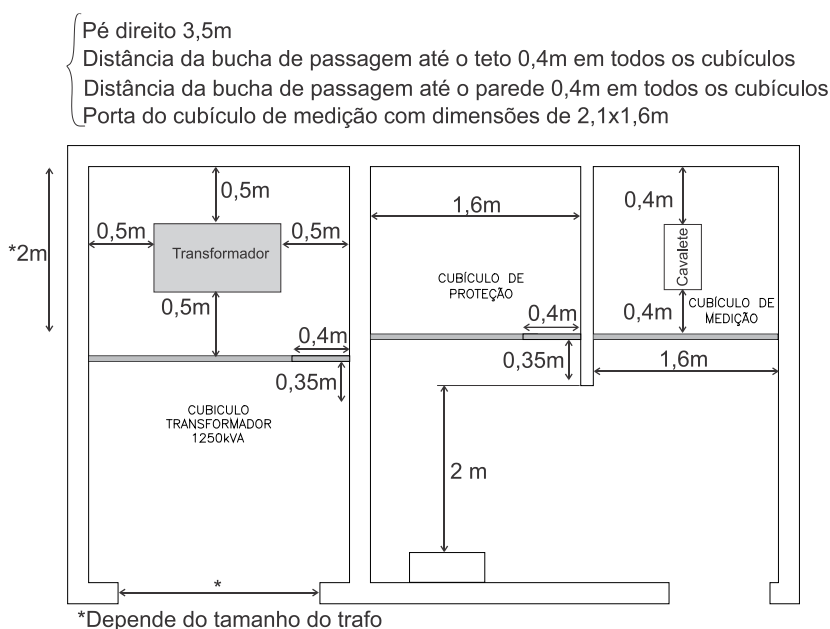 Pé direito 3,5m
Distância da bucha de passagem até o teto 0,4m em todos os cubículos
Distância da bucha de passagem até o parede 0,4m em todos os cubículos
Porta do cubículo de medição com dimensões de 2,1x1,6m
0,5m
1,6m
0,4m
0,5m
0,5m
*2m
Transformador
Cavalete
CUBÍCULO DE
PROTEÇÃO
0,5m
0,4m
0,4m
CUBÍCULO DE
MEDIÇÃO
0,4m
0,35m
1,6m
0,35m
CUBICULO
TRANSFORMADOR
1250kVA
2 m
*
*Depende do tamanho do trafo